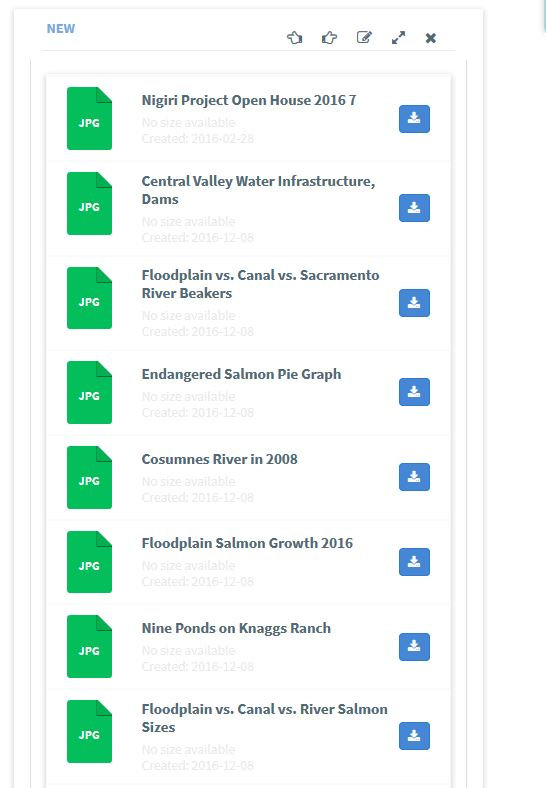 NEW
JPG
Nigiri Project Open House 2016 7
No size available
Created: 2016-02-28
JPG
Central Valley Water Infrastructure,
Dams
No size available
Created: 2016-12-08
JPG
Floodplain vs. Canal vs. Sacramento
River Beakers
No size available
Created: 2016-12-08
JPG
Endangered Salmon Pie Graph
No size available
Created: 2016-12-08
JPG
Cosumnes River in 2008
No size available
Created: 2016-12-08
JPG
Floodplain Salmon Growth 2016
No size available
Created: 2016-12-08
JPG
Nine Ponds on Knaggs Ranch
No size available
Created: 2016-12-08
JPG
Floodplain vs. Canal vs. River Salmon
Sizes
No size available
Created: 2016-12-08